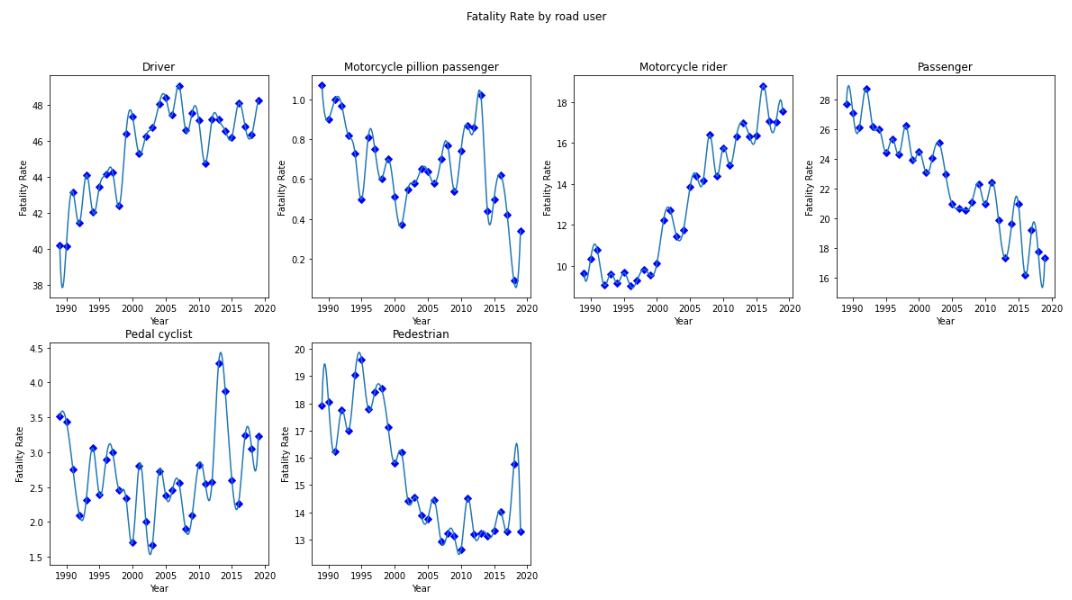 Fatality Rate by road user
Driver
Fatality Rate
48
46
44
42
40
38
1990 1995 2000 2005 2010 2015 2020
Year
Motorcycle pillion passenger
Fatality Rate
1.0
0.8
0.6
0.4
0.2
1990 1995 2000 2005 2010 2015 2020
Year
Motorcycle rider
Fatality Rate
18
16
14
12
10
1990 1995 2000 2005 2010 2015 2020
Year
Passenger
Fatality Rate
28
26
24
22
20
18
16
1990 1995 2000 2005 2010 2015 2020
Year
Pedal cyclist
Fatality Rate
4.5
4.0
3.5
3.0
2.5
2.0
1.5
1990 1995 2000 2005 2010 2015 2020
Year
Pedestrian
Fatality Rate
20
19
18
17
16
15
14
13
1990 1995 2000 2005 2010 2015 2020
Year